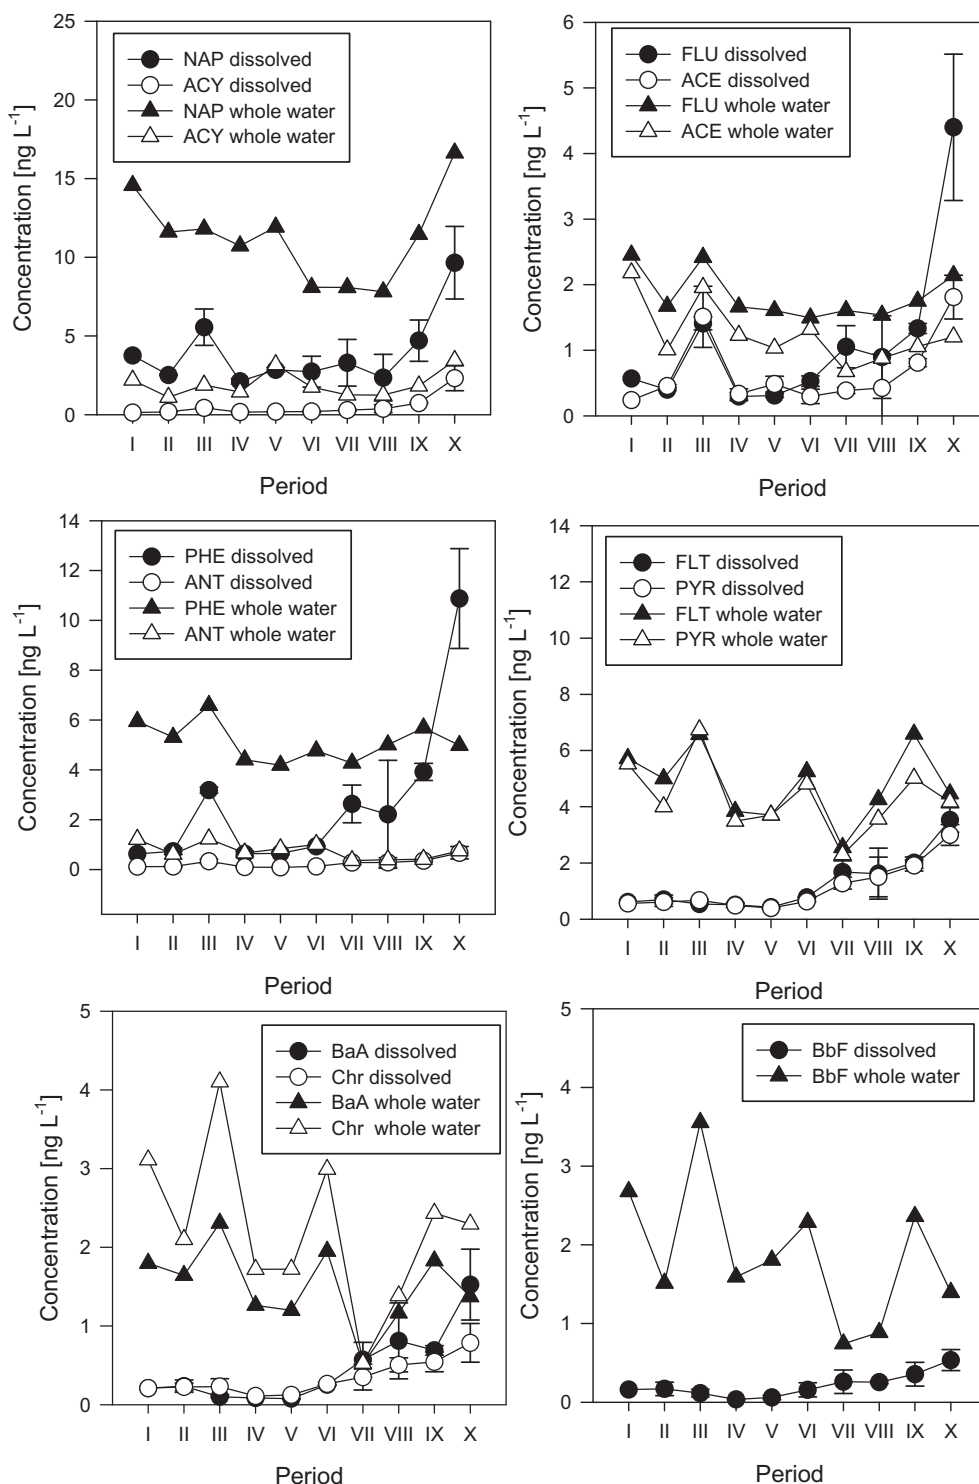 Concentration [ng L⁻¹]
25
20
15
10
5
0
NAP dissolved
ACY dissolved
NAP whole water
ACY whole water
I II III IV V VI VII VIII IX X
Period
Concentration [ng L⁻¹]
6
5
4
3
2
1
0
FLU dissolved
ACE dissolved
FLU whole water
ACE whole water
I II III IV V VI VII VIII IX X
Period
Concentration [ng L⁻¹]
14
12
10
8
6
4
2
0
PHE dissolved
ANT dissolved
PHE whole water
ANT whole water
I II III IV V VI VII VIII IX X
Period
Concentration [ng L⁻¹]
14
12
10
8
6
4
2
0
FLT dissolved
PYR dissolved
FLT whole water
PYR whole water
I II III IV V VI VII VIII IX X
Period
Concentration [ng L⁻¹]
5
4
3
2
1
0
BaA dissolved
Chr dissolved
BaA whole water
Chr whole water
I II III IV V VI VII VIII IX X
Period
Concentration [ng L⁻¹]
5
4
3
2
1
0
BbF dissolved
BbF whole water
I II III IV V VI VII VIII IX X
Period